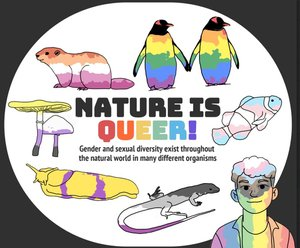 NATURE IS
QUEER!
Gender and sexual diversity exist throughout
the natural world in many different organisms